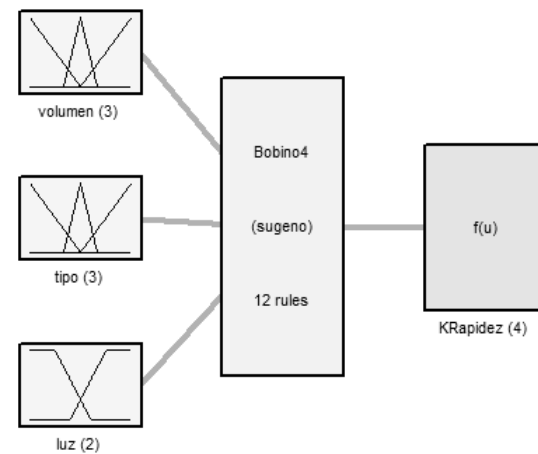 volumen (3)
tipo (3)
luz (2)
Bobino4
(sugeno)
12 rules
f(u)
KRapidez (4)